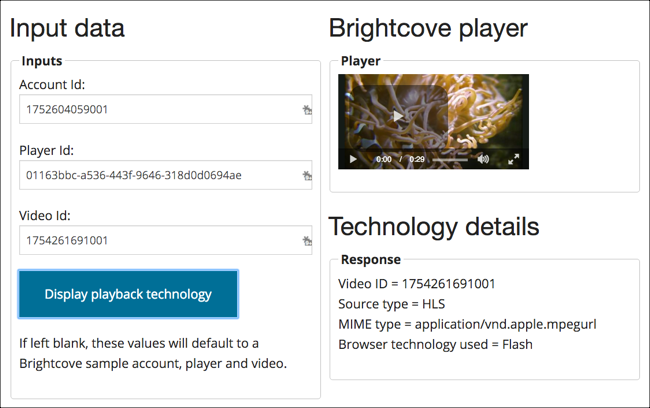 Input data
Inputs
Account Id:
1752604059001
Player Id:
01163bbc-a536-443f-9646-318d0d0694ae
Video Id:
1754261691001
Display playback technology
If left blank, these values will default to a
Brightcove sample account, player and video.
Brightcove player
Player
0:00 / 0:29
Technology details
Response
Video ID = 1754261691001
Source type = HLS
MIME type = application/vnd.apple.mpegurl
Browser technology used = Flash